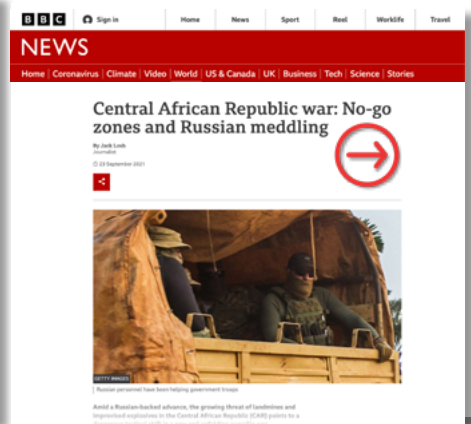 BBC Sign in Home News Sport Reel Worklife Travel
NEWS
Home | Coronavirus | Climate | Video | World | US & Canada | UK | Business | Tech | Science | Stories
Central African Republic war: No-go
zones and Russian meddling
By Jack Losh
Journalist
23 September 2021
GETTY IMAGES
Russian personnel have been helping government troops
Amid a Russian-backed advance, the growing threat of landmines and
improvised explosives in the Central African Republic (CAR) points to a